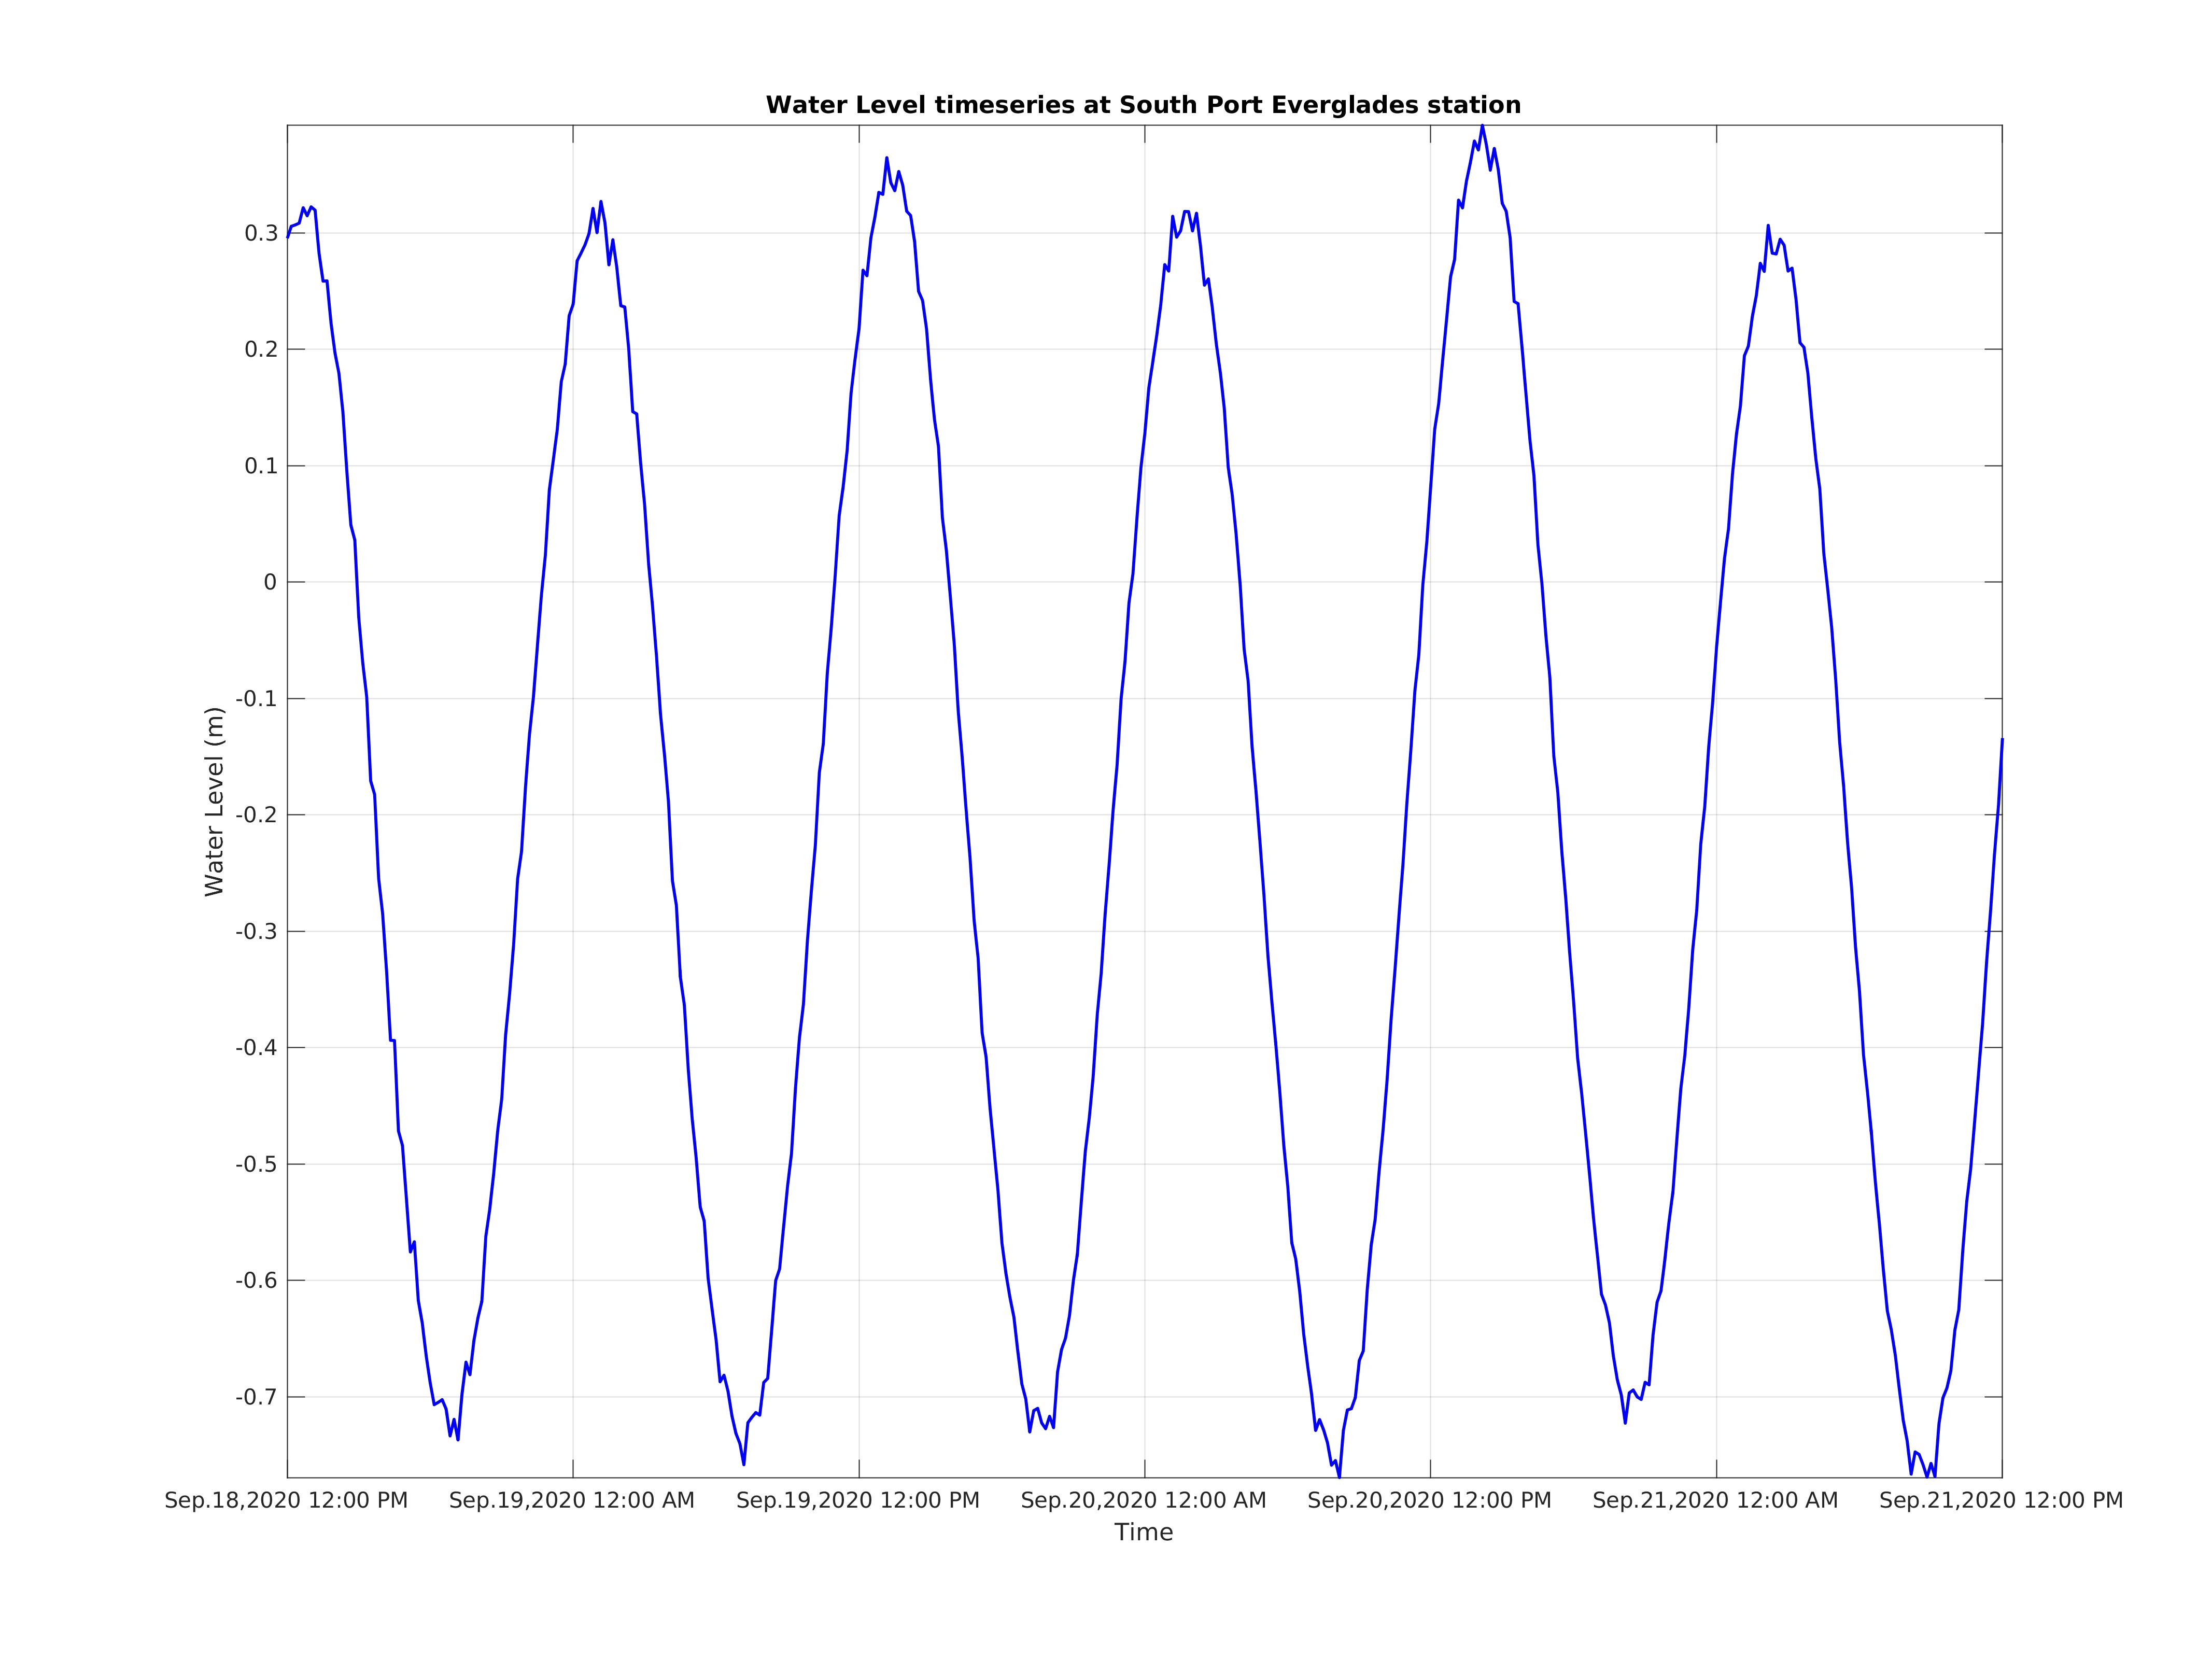 Water Level timeseries at South Port Everglades station
0.3
0.2
0.1
0
-0.1
-0.2
-0.3
-0.4
-0.5
-0.6
-0.7
Water Level (m)
Sep.18,2020 12:00 PM
Sep.19,2020 12:00 AM
Sep.19,2020 12:00 PM
Sep.20,2020 12:00 AM
Sep.20,2020 12:00 PM
Sep.21,2020 12:00 AM
Sep.21,2020 12:00 PM
Time